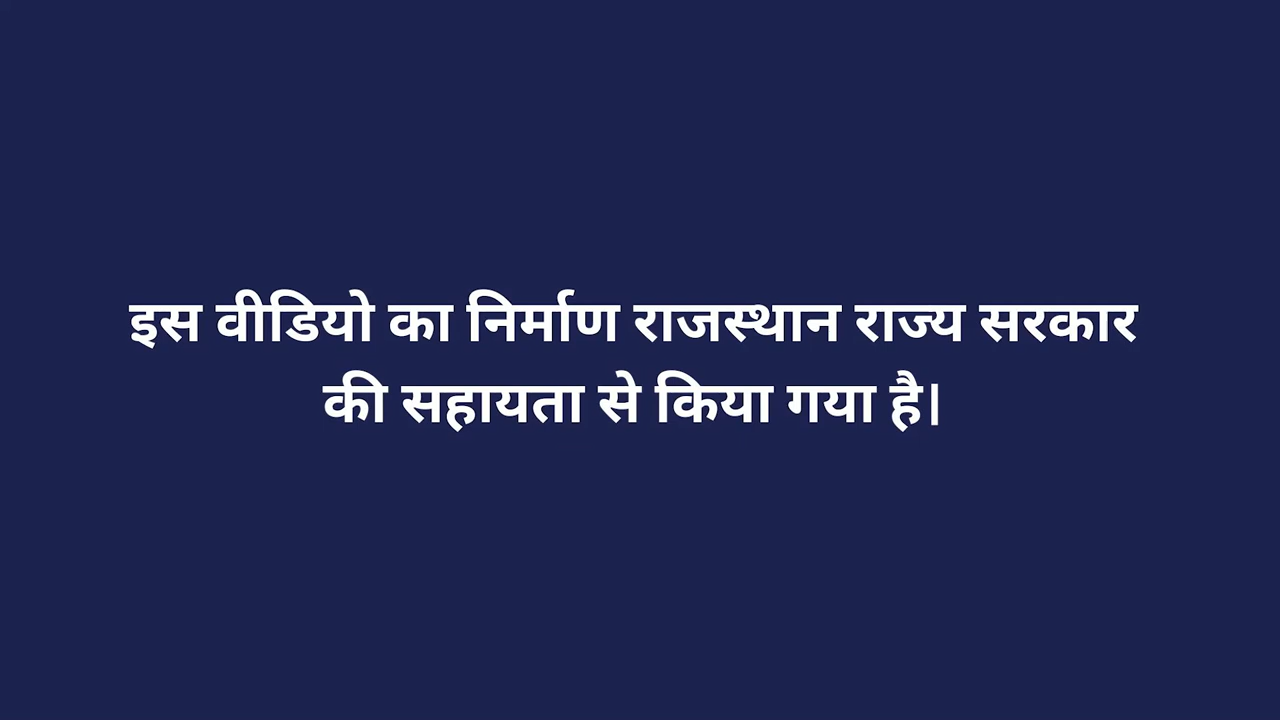 इस वीडियो का निर्माण राजस्थान राज्य सरकार
की सहायता से किया गया है।